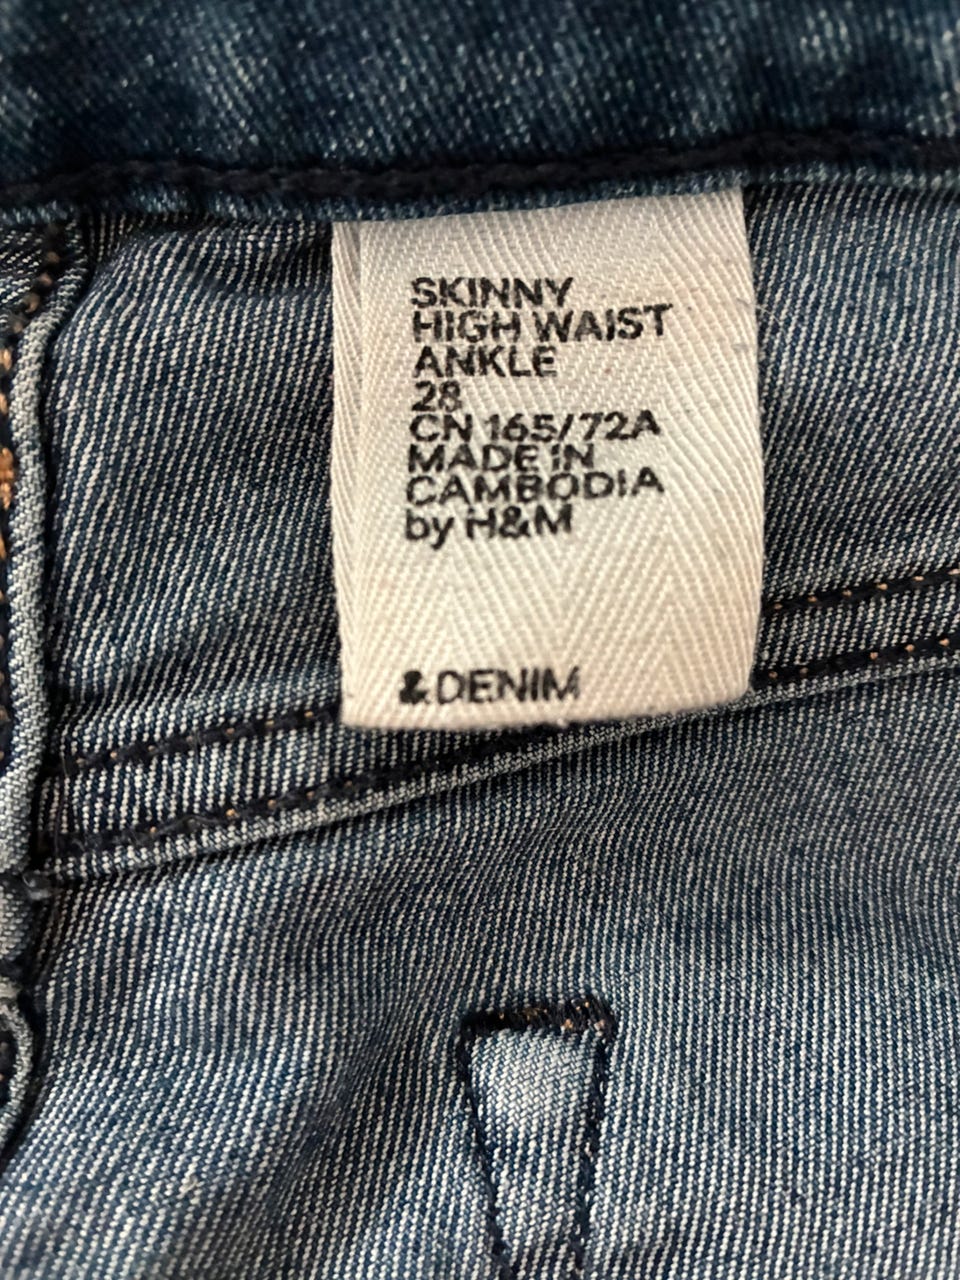 SKINNY
HIGH WAIST
ANKLE
28
CN 165/72A
MADE IN
CAMBODIA
by H&M
&DENIM